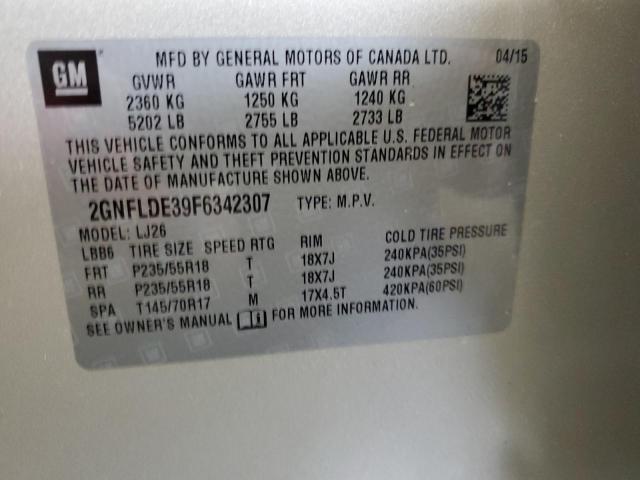 GM
MFD BY GENERAL MOTORS OF CANADA LTD. 04/15
GVWR GAWR FRT GAWR RR
2360 KG 1250 KG 1240 KG
5202 LB 2755 LB 2733 LB
THIS VEHICLE CONFORMS TO ALL APPLICABLE U.S. FEDERAL MOTOR
VEHICLE SAFETY AND THEFT PREVENTION STANDARDS IN EFFECT ON
THE DATE OF MANUFACTURE SHOWN ABOVE.
2GNFLDE39F6342307 TYPE: M.P.V.
MODEL: LJ26
LBB6 TIRE SIZE SPEED RTG RIM COLD TIRE PRESSURE
FRT P235/55R18 T 18X7J 240KPA(35PSI)
RR P235/55R18 T 18X7J 240KPA(35PSI)
SPA T145/70R17 M 17X4.5T 420KPA(60PSI)
SEE OWNER'S MANUAL FOR MORE INFORMATION.